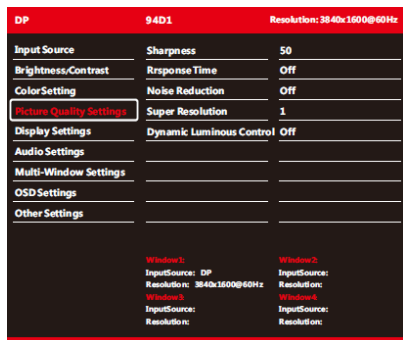 DP 94D1 Resolution: 3840x1600@60Hz
Input Source Sharpness 50
Brightness/Contrast Rrsponse Time Off
Color Setting Noise Reduction Off
Picture Quality Settings Super Resolution 1
Display Settings Dynamic Luminous Control Off
Audio Settings
Multi-Window Settings
OSD Settings
Other Settings
Window1: Window2:
InputSource: DP InputSource:
Resolution: 3840x1600@60Hz Resolution:
Window3: Window4
InputSource: InputSource:
Resolution: Resolution: